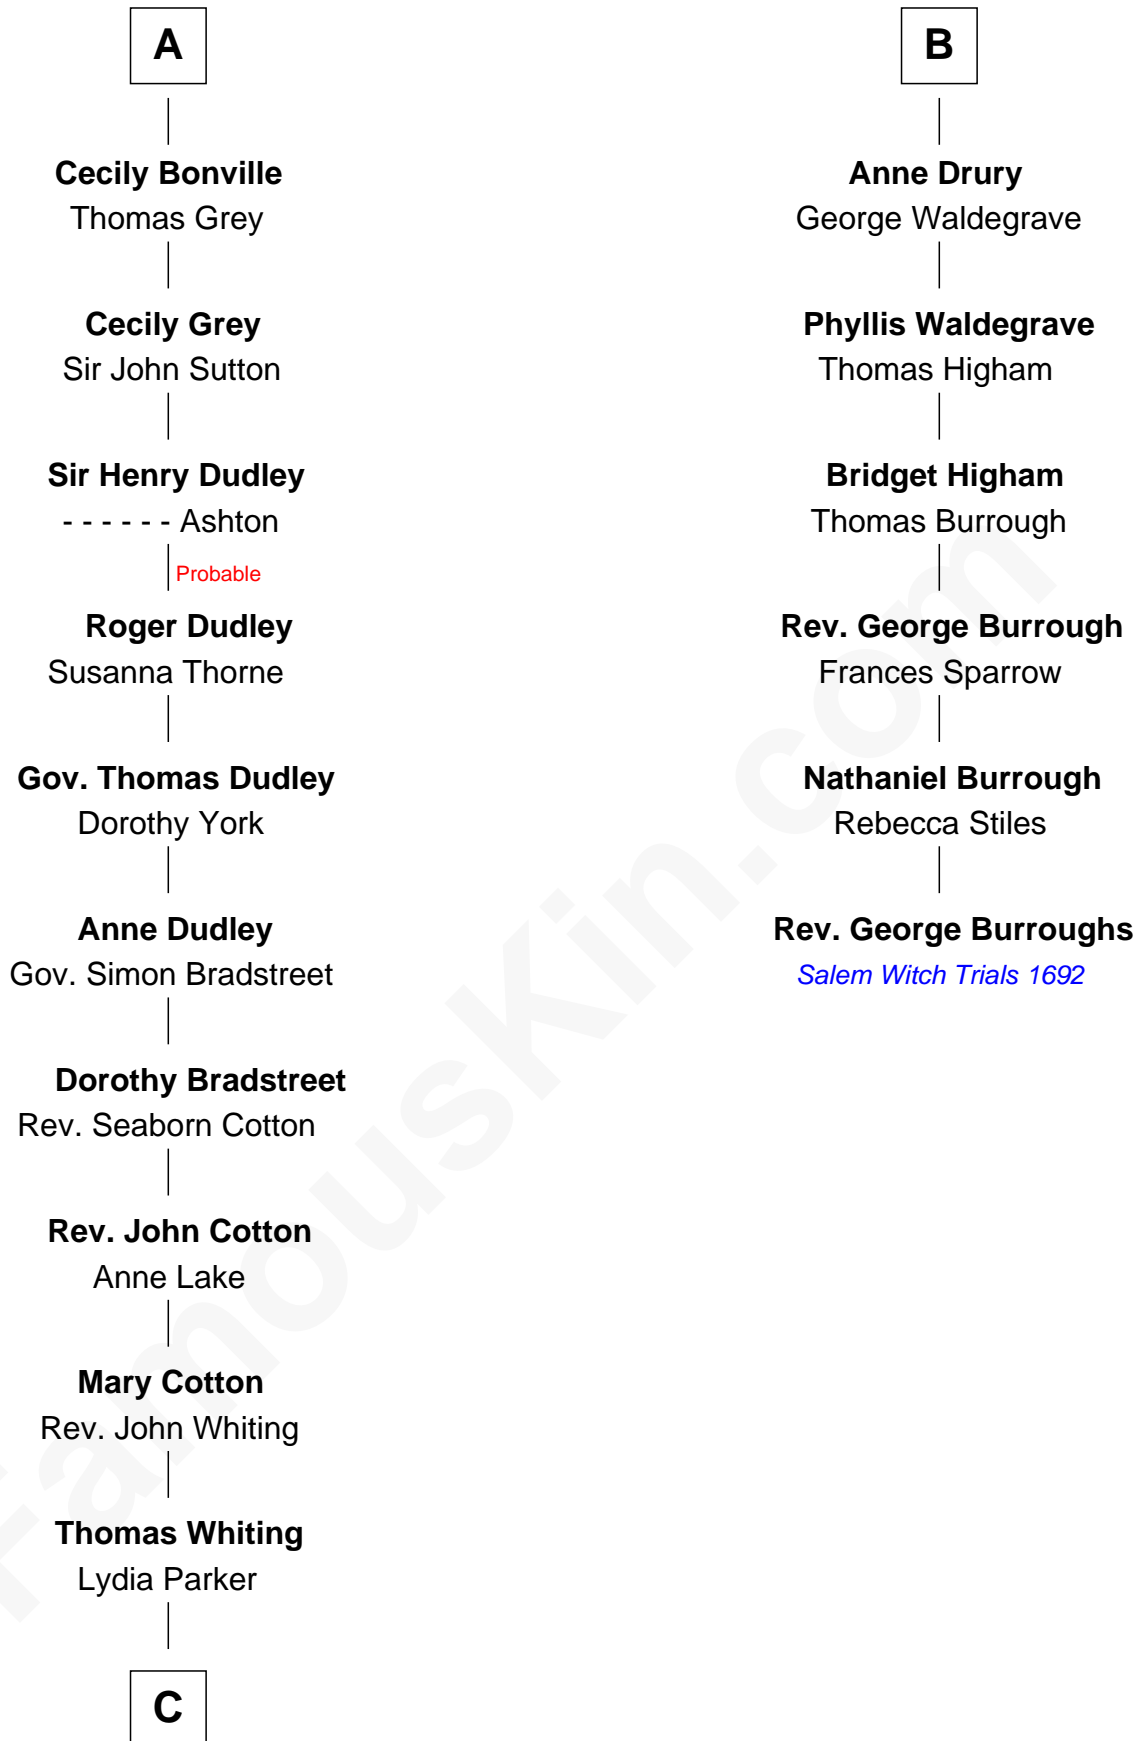 A
Cecily Bonville
Thomas Grey
Cecily Grey
Sir John Sutton
Sir Henry Dudley
- - - - - - Ashton
Probable
Roger Dudley
Susanna Thorne
Gov. Thomas Dudley
Dorothy York
Anne Dudley
Gov. Simon Bradstreet
Dorothy Bradstreet
Rev. Seaborn Cotton
Rev. John Cotton
Anne Lake
Mary Cotton
Rev. John Whiting
Thomas Whiting
Lydia Parker
C
B
Anne Drury
George Waldegrave
Phyllis Waldegrave
Thomas Higham
Bridget Higham
Thomas Burrough
Rev. George Burrough
Frances Sparrow
Nathaniel Burrough
Rebecca Stiles
Rev. George Burroughs
Salem Witch Trials 1692
FamousKin.com